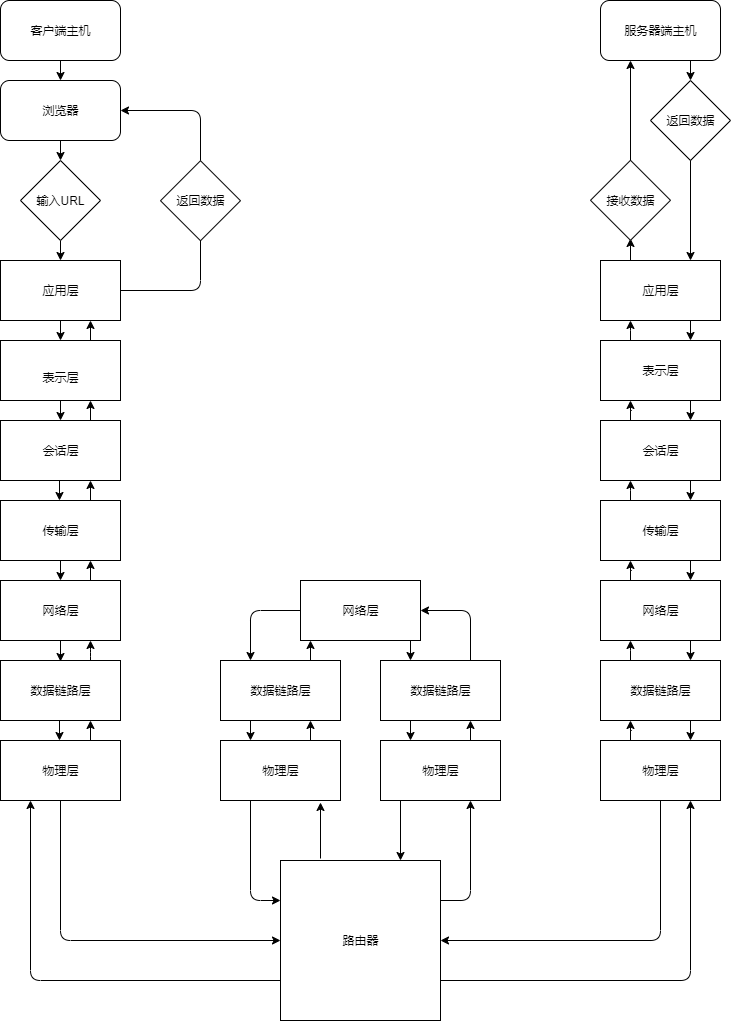 客户端主机
服务器端主机
浏览器
返回数据
输入URL
返回数据
接收数据
应用层
应用层
表示层
表示层
会话层
会话层
传输层
传输层
网络层
网络层
网络层
数据链路层
数据链路层
数据链路层
数据链路层
物理层
物理层
物理层
物理层
路由器